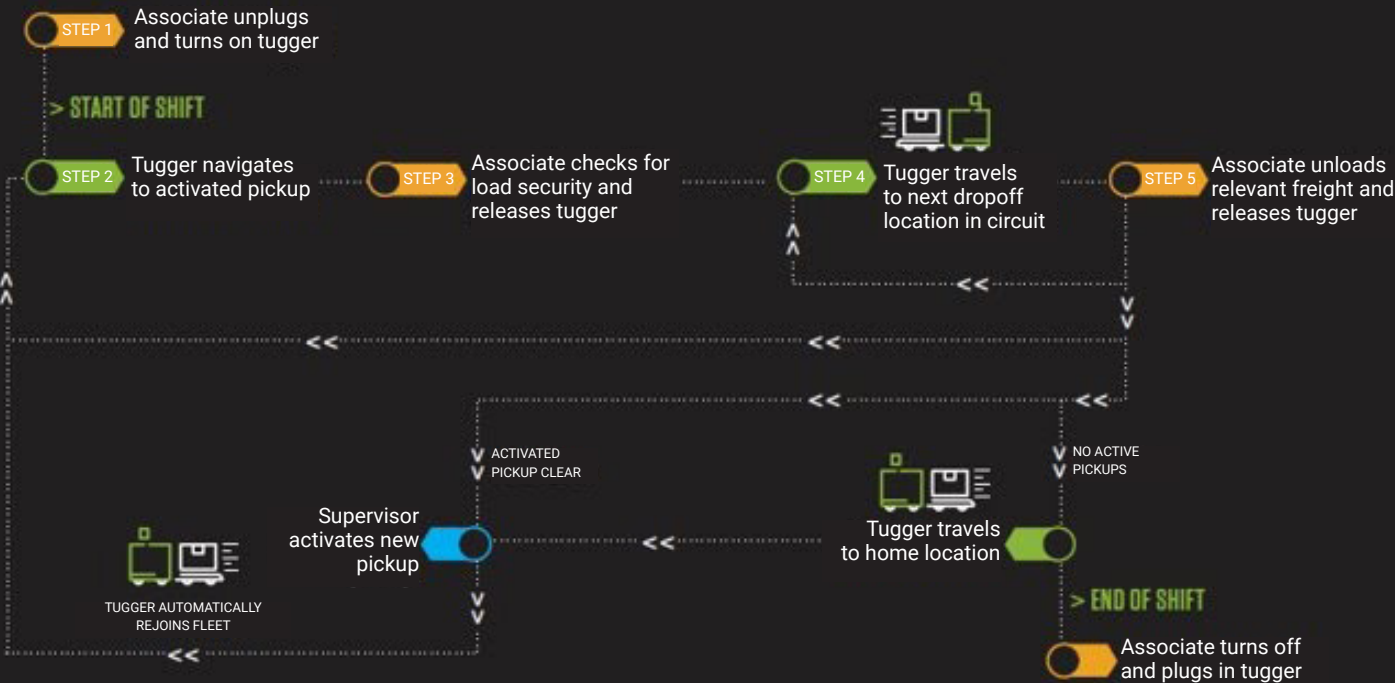 STEP 1
Associate unplugs
and turns on tugger
> START OF SHIFT
STEP 2
Tugger navigates
to activated pickup
STEP 3
Associate checks for
load security and
releases tugger
STEP 4
Tugger travels
to next dropoff
location in circuit
STEP 5
Associate unloads
relevant freight and
releases tugger
ACTIVATED
PICKUP CLEAR
NO ACTIVE
PICKUPS
Supervisor
activates new
pickup
Tugger travels
to home location
TUGGER AUTOMATICALLY
REJOINS FLEET
> END OF SHIFT
Associate turns off
and plugs in tugger